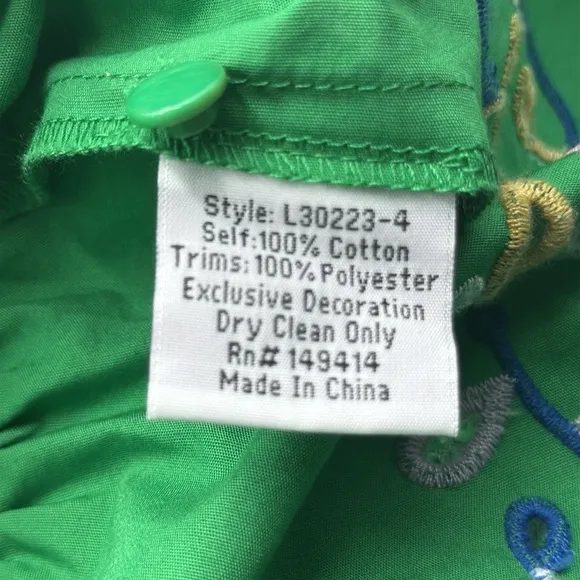 Style: L30223-4
Self:100% Cotton
Trims:100% Polyester
Exclusive Decoration
Dry Clean Only
Rn# 149414
Made In China